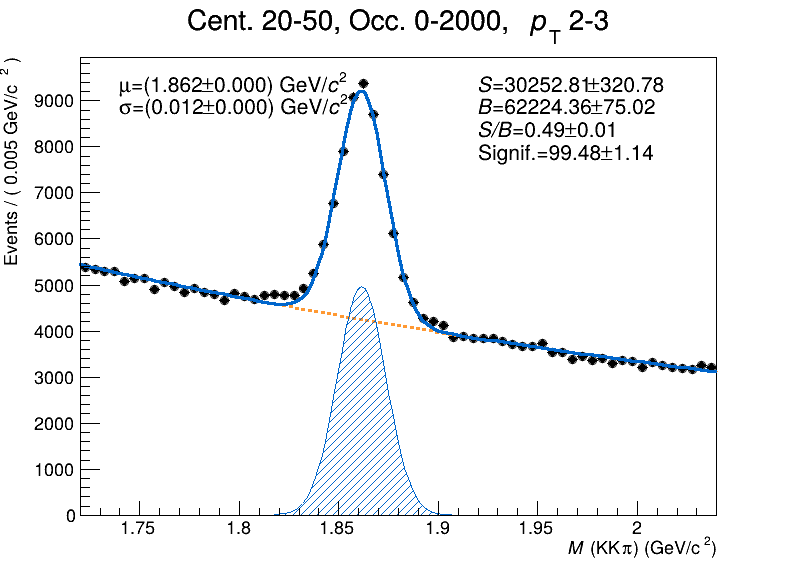 Cent. 20-50, Occ. 0-2000, p_T 2-3
μ=(1.862±0.000) GeV/c²
σ=(0.012±0.000) GeV/c²
S=30252.81±320.78
B=62224.36±75.02
S/B=0.49±0.01
Signif.=99.48±1.14
Events / ( 0.005 GeV/c ² )
9000
8000
7000
6000
5000
4000
3000
2000
1000
0
1.75 1.8 1.85 1.9 1.95 2
M (KKπ) (GeV/c²)